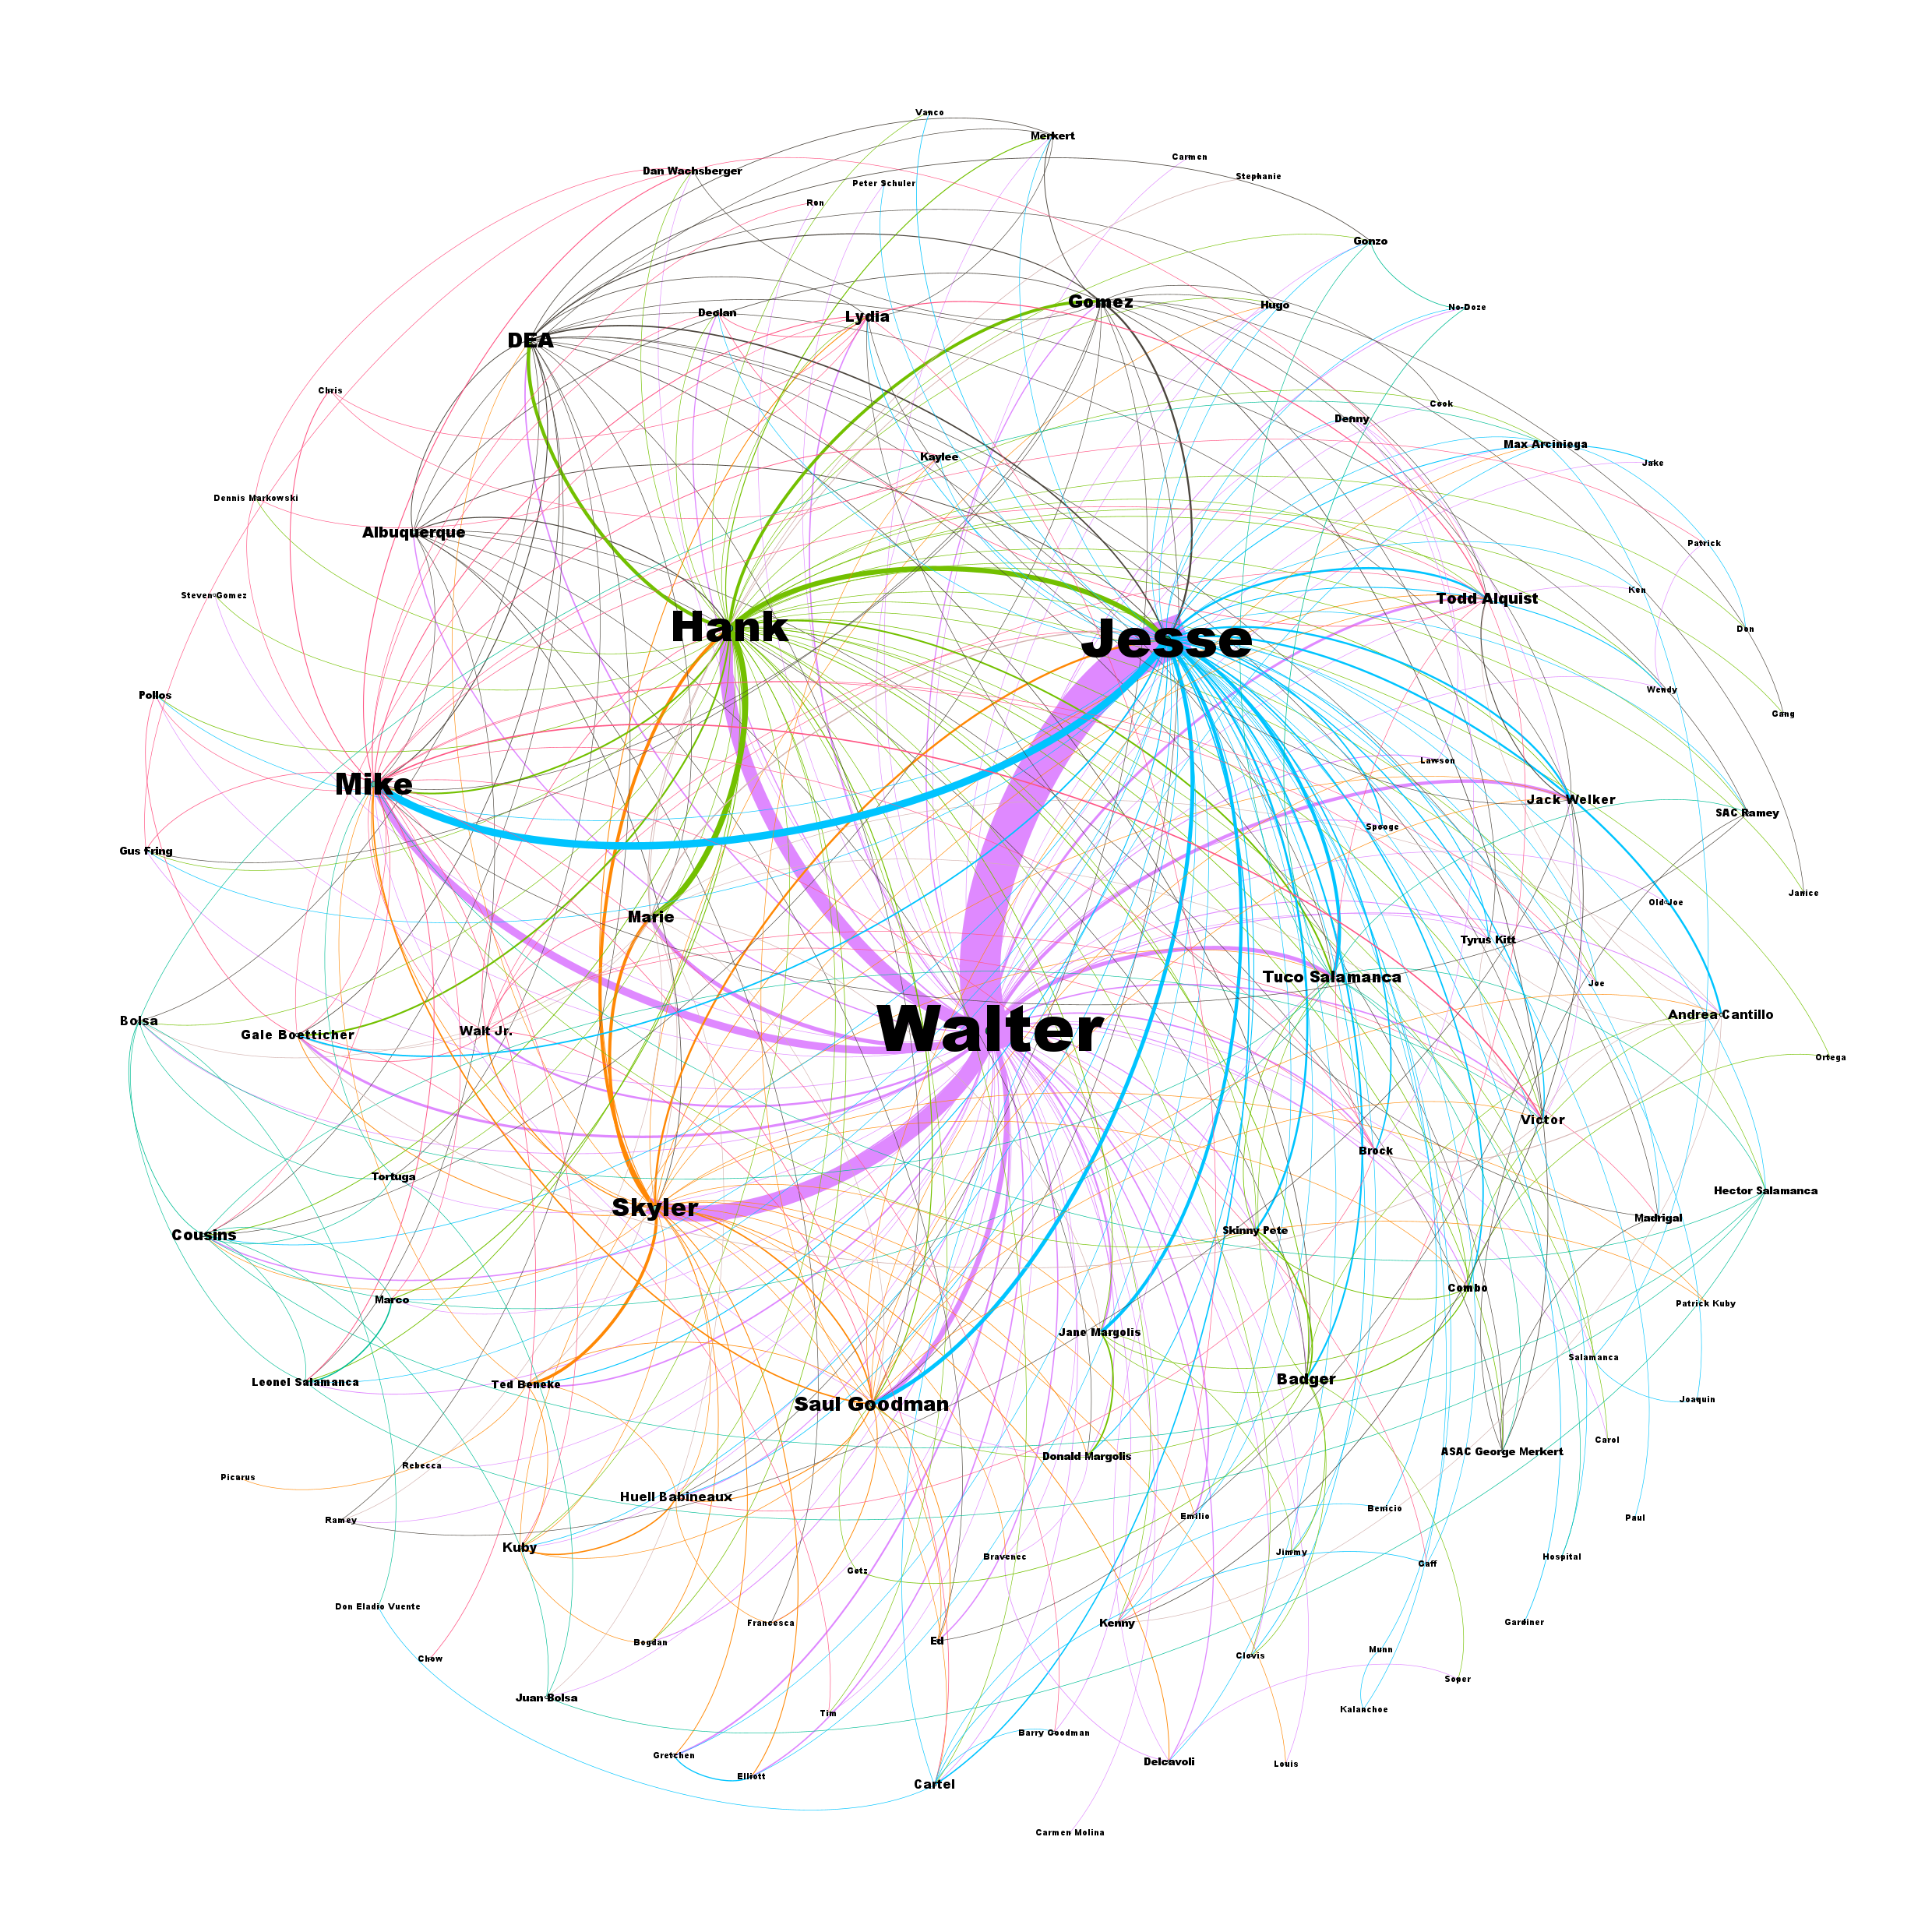 Vanco
Merkert
Carmen
Dan Wachsberger
Stephanie
Peter Schuler
Ron
Gonzo
Gomez
Hugo
No-Doze
Declan
Lydia
DEA
Chris
Cook
Denny
Max Arciniega
Kaylee
Jake
Dennis Markowski
Albuquerque
Patrick
Ken
Steven Gomez
Todd Alquist
Hank
Jesse
Don
Wendy
Pollos
Gang
Lawson
Mike
Jack Welker
SAC Ramey
Spooge
Gus Fring
Janice
Old Joe
Marie
Tyrus Kitt
Tuco Salamanca
Joe
Andrea Cantillo
Bolsa
Gale Boetticher
Walt Jr.
Walter
Ortega
Victor
Brock
Tortuga
Hector Salamanca
Skyler
Madrigal
Cousins
Skinny Pete
Combo
Marco
Patrick Kuby
Jane Margolis
Salamanca
Leonel Salamanca
Ted Beneke
Badger
Joaquin
Saul Goodman
Carol
ASAC George Merkert
Donald Margolis
Rebecca
Picarus
Huell Babineaux
Benicio
Emilio
Paul
Ramey
Kuby
Jimmy
Bravenec
Hospital
Gaff
Getz
Don Eladio Vuente
Francesca
Kenny
Gardiner
Bogdan
Ed
Munn
Clovis
Chow
Soper
Juan Bolsa
Kalanchoe
Tim
Barry Goodman
Gretchen
Delcavoli
Louis
Elliott
Cartel
Carmen Molina